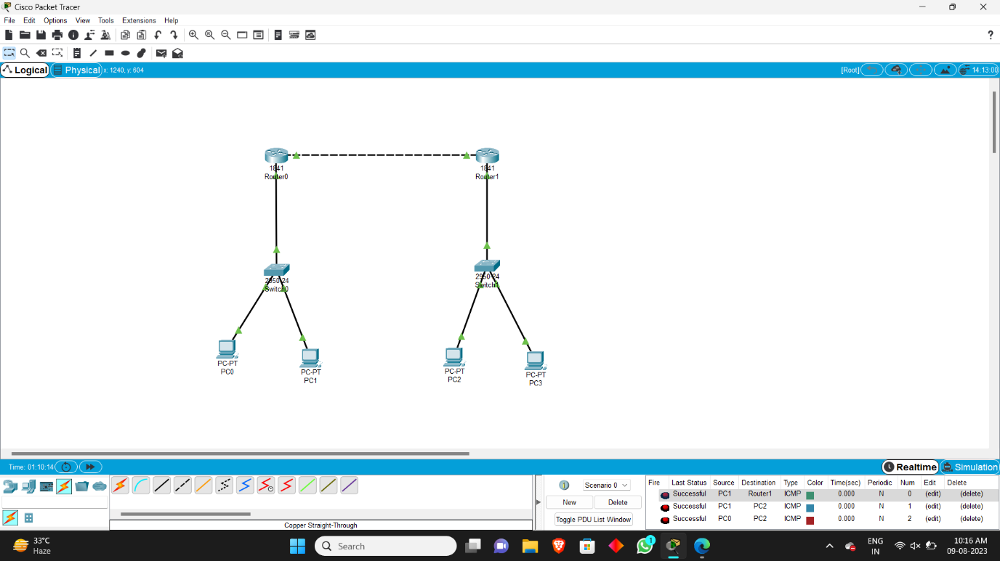 Cisco Packet Tracer
File Edit Options View Tools Extensions Help
?
Logical Physical x: 1240, y: 604 [Root] 14:13:00
1841
Router0
1841
Router1
2950-24
Switch0
2950-24
PC-PT
PC0
PC-PT
PC1
PC-PT
PC2
PC-PT
PC3
Time: 01:10:14 Realtime Simulation
Scenario 0
New Delete
Toggle PDU List Window
Copper Straight-Through
Fire Last Status Source Destination Type Color Time(sec) Periodic Num Edit Delete
Successful PC1 Router1 ICMP 0.000 N 0 (edit) (delete)
Successful PC1 PC2 ICMP 0.000 N 1 (edit) (delete)
Successful PC0 PC2 ICMP 0.000 N 2 (edit) (delete)
33°C
Haze
Search
1
ENG
IN
10:16 AM
09-08-2023